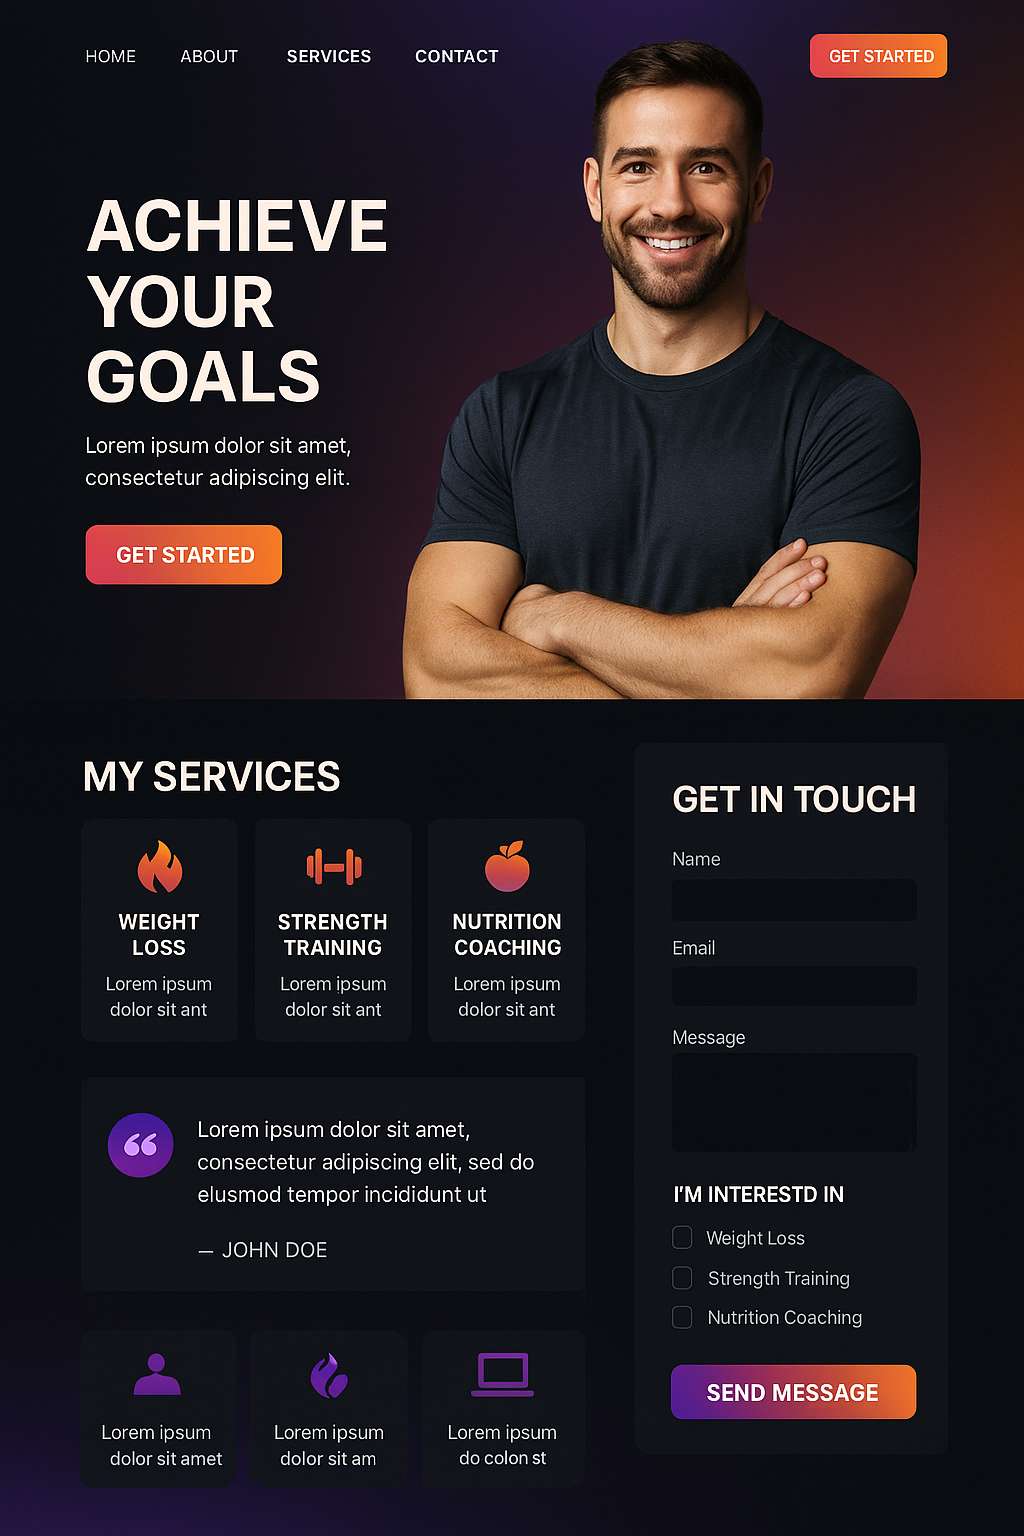 HOME ABOUT SERVICES CONTACT GET STARTED
ACHIEVE
YOUR
GOALS
Lorem ipsum dolor sit amet,
consectetur adipiscing elit.
GET STARTED
MY SERVICES
WEIGHT
LOSS
Lorem ipsum
dolor sit ant
STRENGTH
TRAINING
Lorem ipsum
dolor sit ant
NUTRITION
COACHING
Lorem ipsum
dolor sit ant
“
Lorem ipsum dolor sit amet,
consectetur adipiscing elit, sed do
elusmod tempor incididunt ut
— JOHN DOE
Lorem ipsum
dolor sit amet
Lorem ipsum
dolor sit am
Lorem ipsum
do colon st
GET IN TOUCH
Name
Email
Message
I'M INTERESTD IN
Weight Loss
Strength Training
Nutrition Coaching
SEND MESSAGE